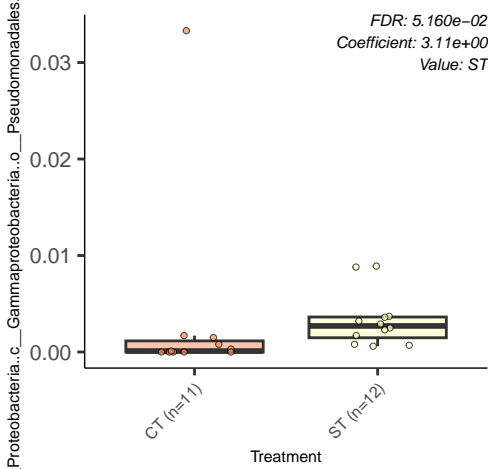 FDR: 5.160e−02
Coefficient: 3.11e+00
Value: ST
Proteobacteria.c__Gammaproteobacteria..o__Pseudomonadales.
0.03
0.02
0.01
0.00
CT (n=11)
ST (n=12)
Treatment